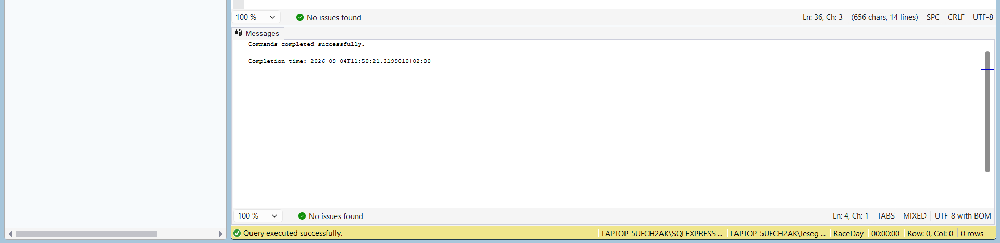 100 %
No issues found
Ln: 36, Ch: 3
(656 chars, 14 lines)
SPC
CRLF
UTF-8
Messages
Commands completed successfully.
Completion time: 2026-09-04T11:50:21.3199010+02:00
100 %
No issues found
Ln: 4, Ch: 1
TABS
MIXED
UTF-8 with BOM
Query executed successfully.
LAPTOP-5UFCH2AK\SQLEXPRESS ...
LAPTOP-5UFCH2AK\leseg ...
RaceDay
00:00:00
Row: 0, Col: 0
0 rows